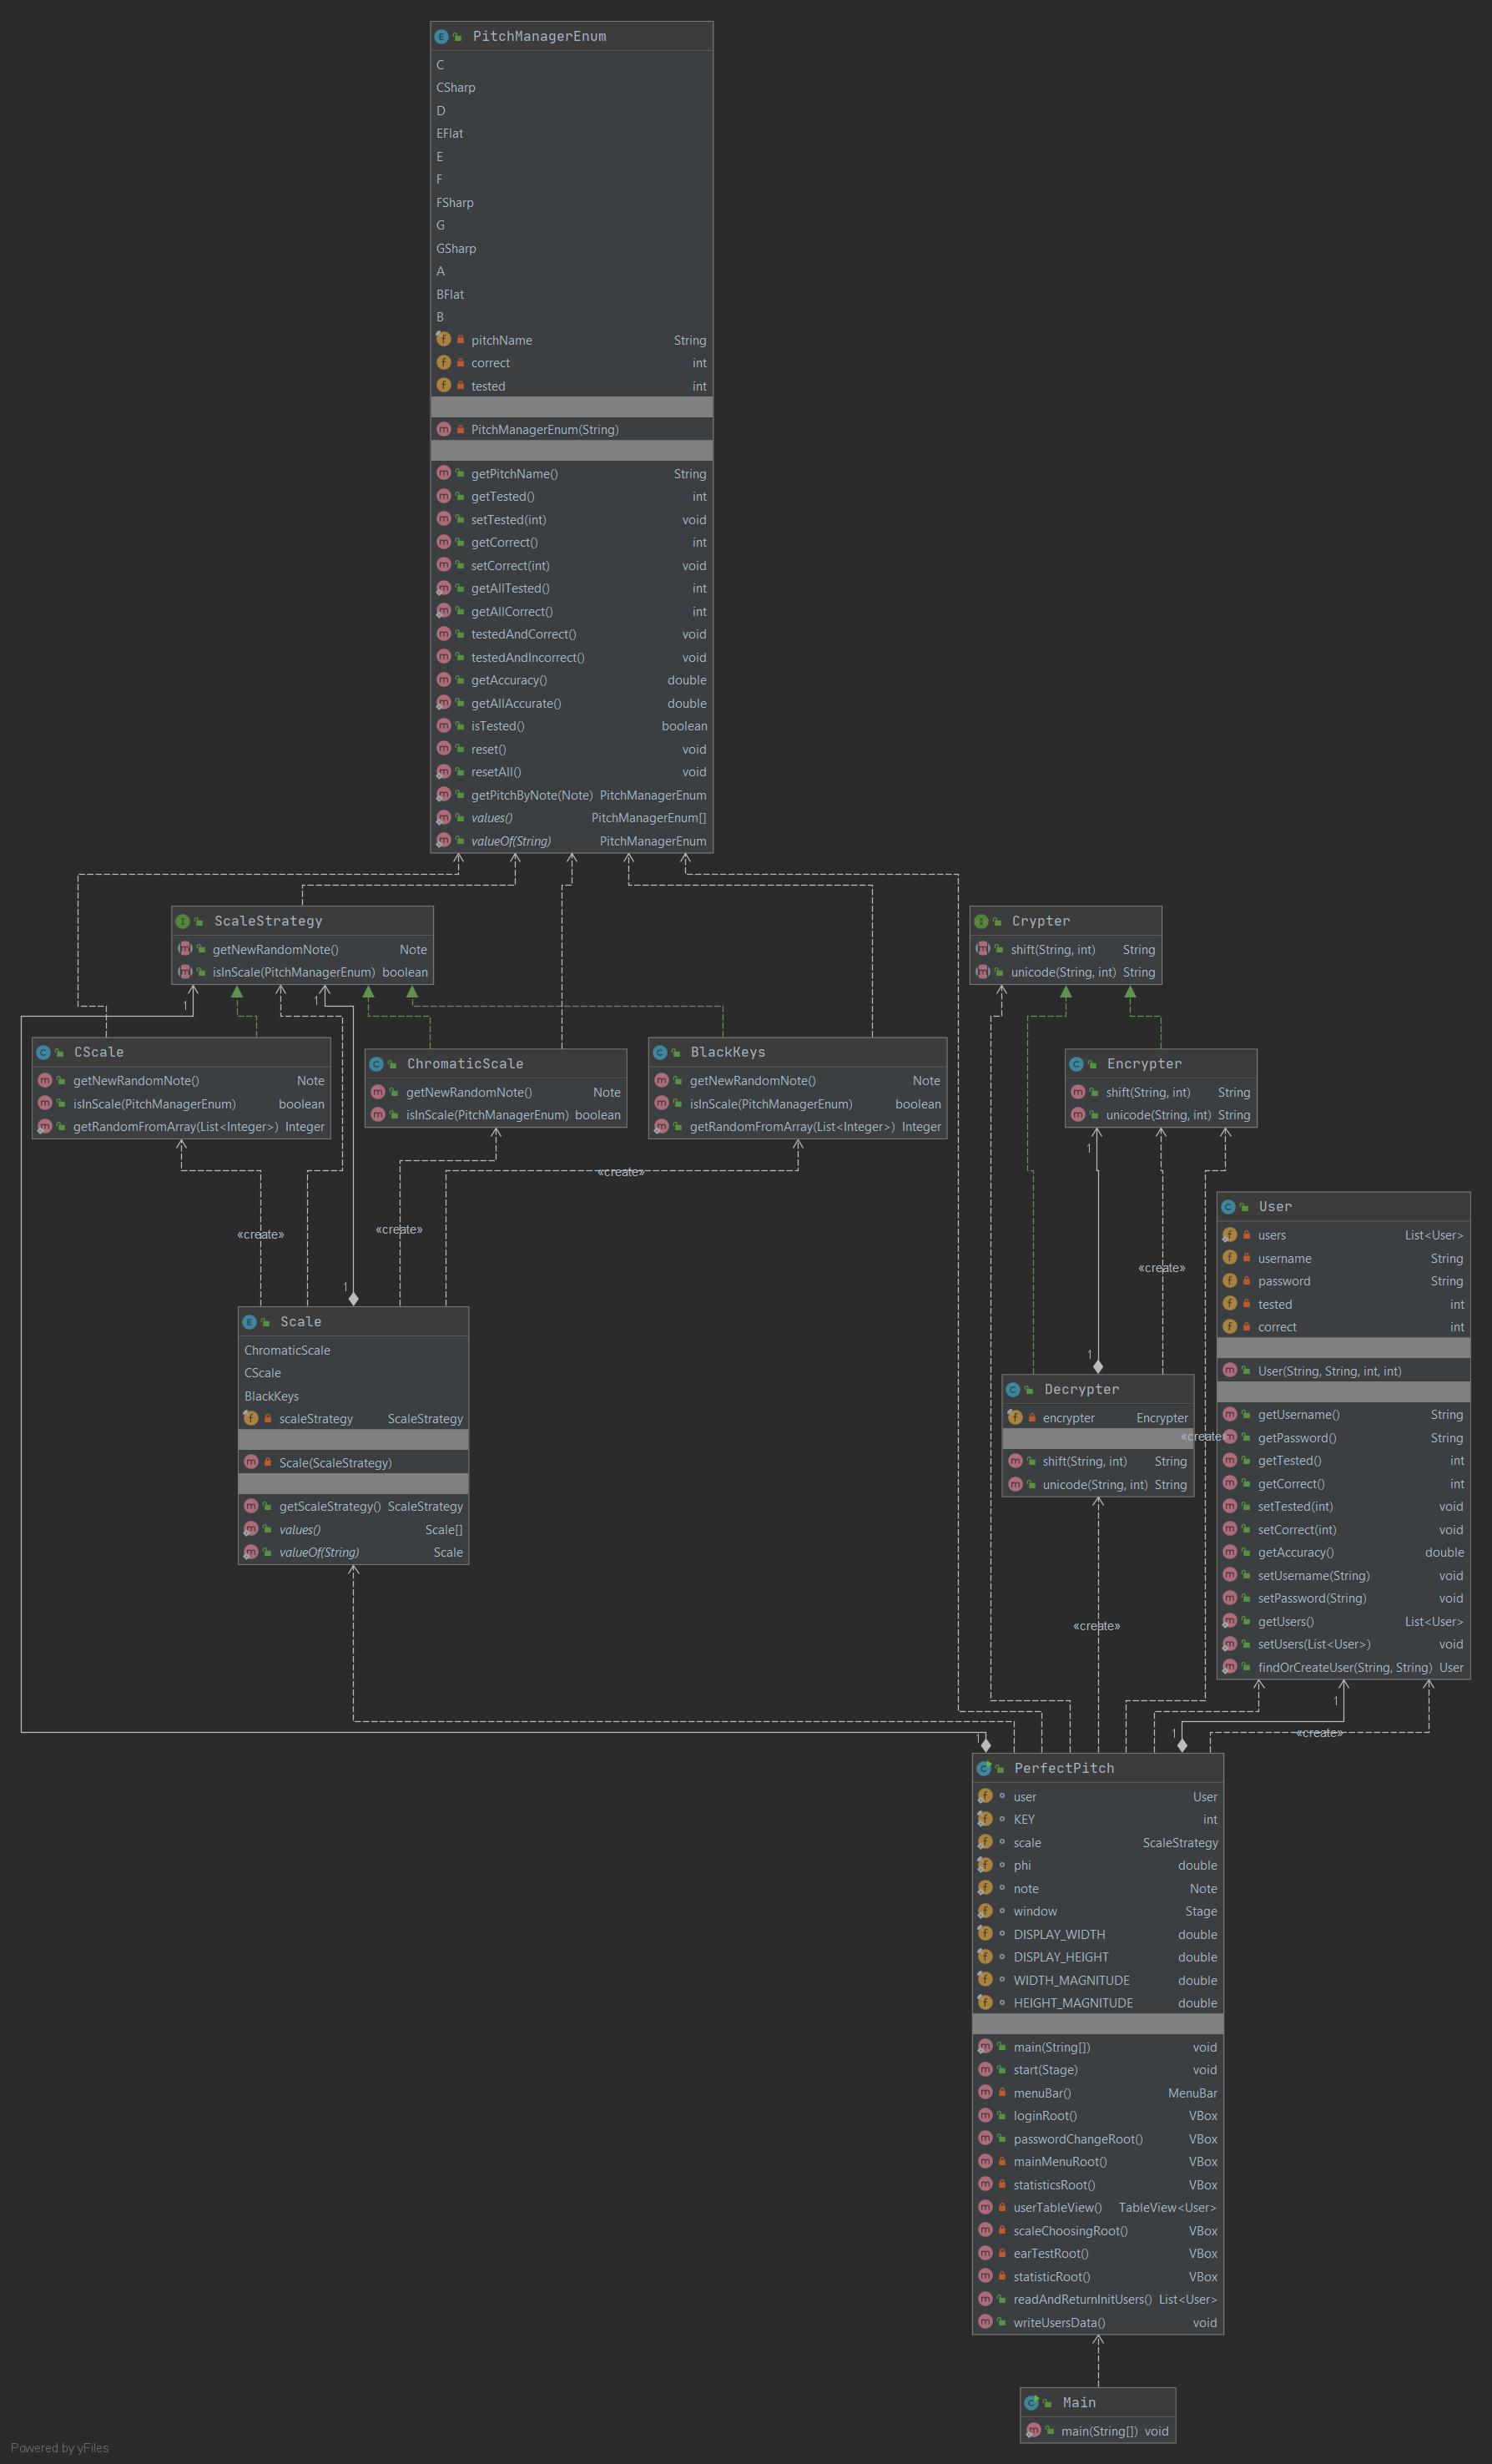 PitchManagerEnum
C
CSharp
D
EFlat
E
F
FSharp
G
GSharp
A
BFlat
B
pitchName String
correct int
tested int
PitchManagerEnum(String)
getPitchName() String
getTested() int
setTested(int) void
getCorrect() int
setCorrect(int) void
getAllTested() int
getAllCorrect() int
testedAndCorrect() void
testedAndIncorrect() void
getAccuracy() double
getAllAccurate() double
isTested() boolean
reset() void
resetAll() void
getPitchByNote(Note) PitchManagerEnum
values() PitchManagerEnum[]
valueOf(String) PitchManagerEnum
ScaleStrategy
getNewRandomNote() Note
isInScale(PitchManagerEnum) boolean
Crypter
shift(String, int) String
unicode(String, int) String
1
1
CScale
getNewRandomNote() Note
isInScale(PitchManagerEnum) boolean
getRandomFromArray(List<Integer>) Integer
ChromaticScale
getNewRandomNote() Note
isInScale(PitchManagerEnum) boolean
BlackKeys
getNewRandomNote() Note
isInScale(PitchManagerEnum) boolean
getRandomFromArray(List<Integer>) Integer
Encrypter
shift(String, int) String
unicode(String, int) String
1
«create»
«create»
«create»
«create»
1
Scale
ChromaticScale
CScale
BlackKeys
scaleStrategy ScaleStrategy
Scale(ScaleStrategy)
getScaleStrategy() ScaleStrategy
values() Scale[]
valueOf(String) Scale
1
Decrypter
encrypter Encrypter
shift(String, int) String
unicode(String, int) String
«create»
User
users List<User>
username String
password String
tested int
correct int
User(String, String, int, int)
getUsername() String
getPassword() String
getTested() int
getCorrect() int
setTested(int) void
setCorrect(int) void
getAccuracy() double
setUsername(String) void
setPassword(String) void
getUsers() List<User>
setUsers(List<User>) void
findOrCreateUser(String, String) User
«create»
1
1
1
«create»
PerfectPitch
user User
KEY int
scale ScaleStrategy
phi double
note Note
window Stage
DISPLAY_WIDTH double
DISPLAY_HEIGHT double
WIDTH_MAGNITUDE double
HEIGHT_MAGNITUDE double
main(String[]) void
start(Stage) void
menuBar() MenuBar
loginRoot() VBox
passwordChangeRoot() VBox
mainMenuRoot() VBox
statisticsRoot() VBox
userTableView() TableView<User>
scaleChoosingRoot() VBox
earTestRoot() VBox
statisticRoot() VBox
readAndReturnInitUsers() List<User>
writeUsersData() void
Main
main(String[]) void
Powered by yFiles